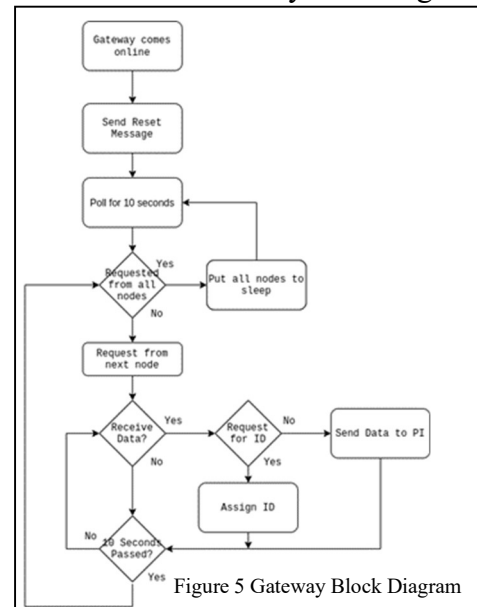 Gateway comes
online
Send Reset
Message
Poll for 10 seconds
Requested
from all
nodes
Yes
No
Put all nodes to
sleep
Request from
next node
Receive
Data?
Yes
No
Request
for ID
No
Yes
Send Data to PI
Assign ID
10 Seconds
Passed?
No
Yes
Figure 5 Gateway Block Diagram